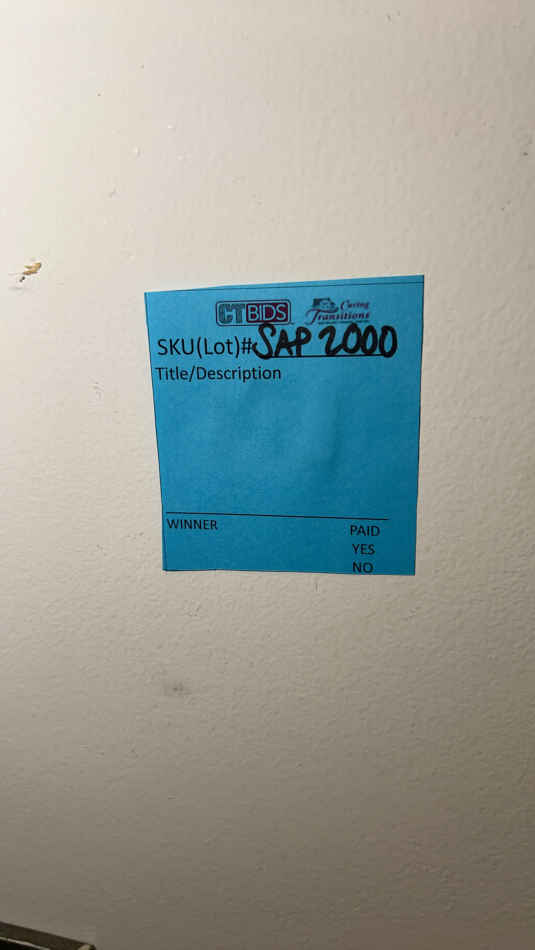 CTBIDS
Caring
Transitions
SKU(Lot)#SAP 2000
Title/Description
WINNER
PAID
YES
NO